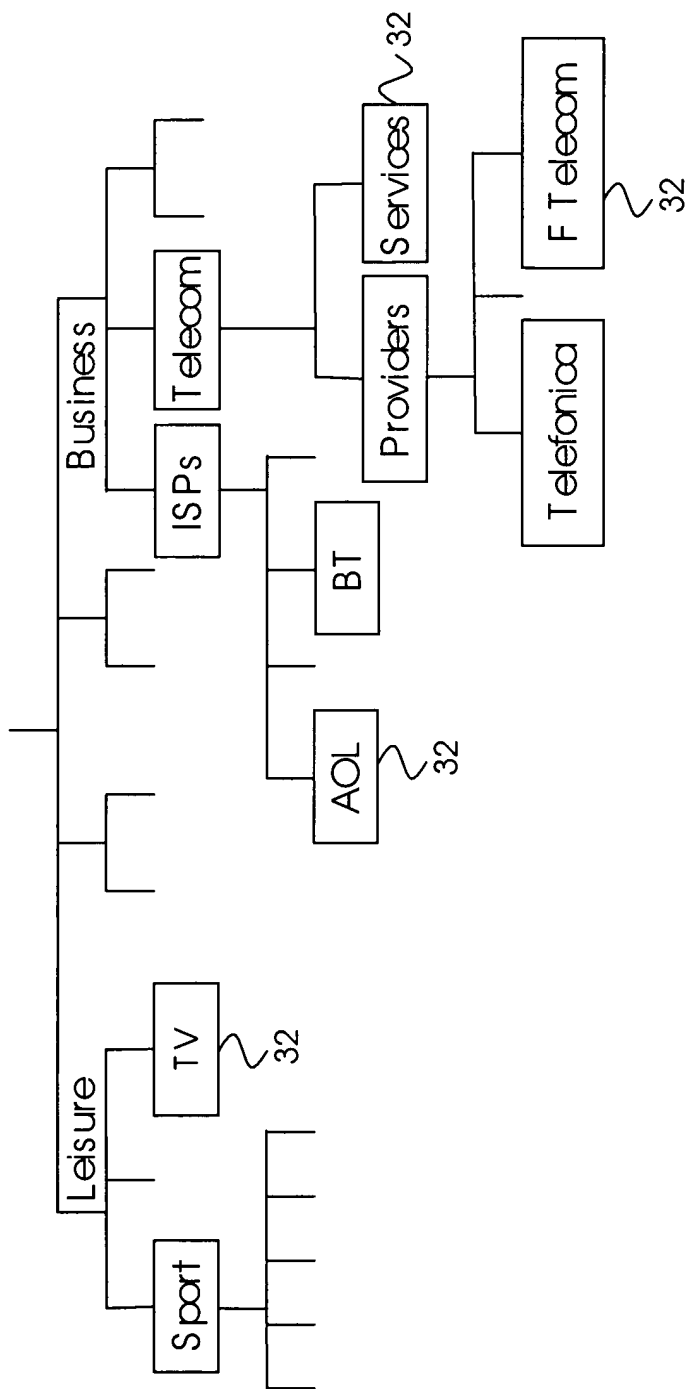 Leisure
Business
Sport
TV
32
ISPs
Telecom
AOL
32
BT
Providers
Services
32
Telefonica
F Telecom
32